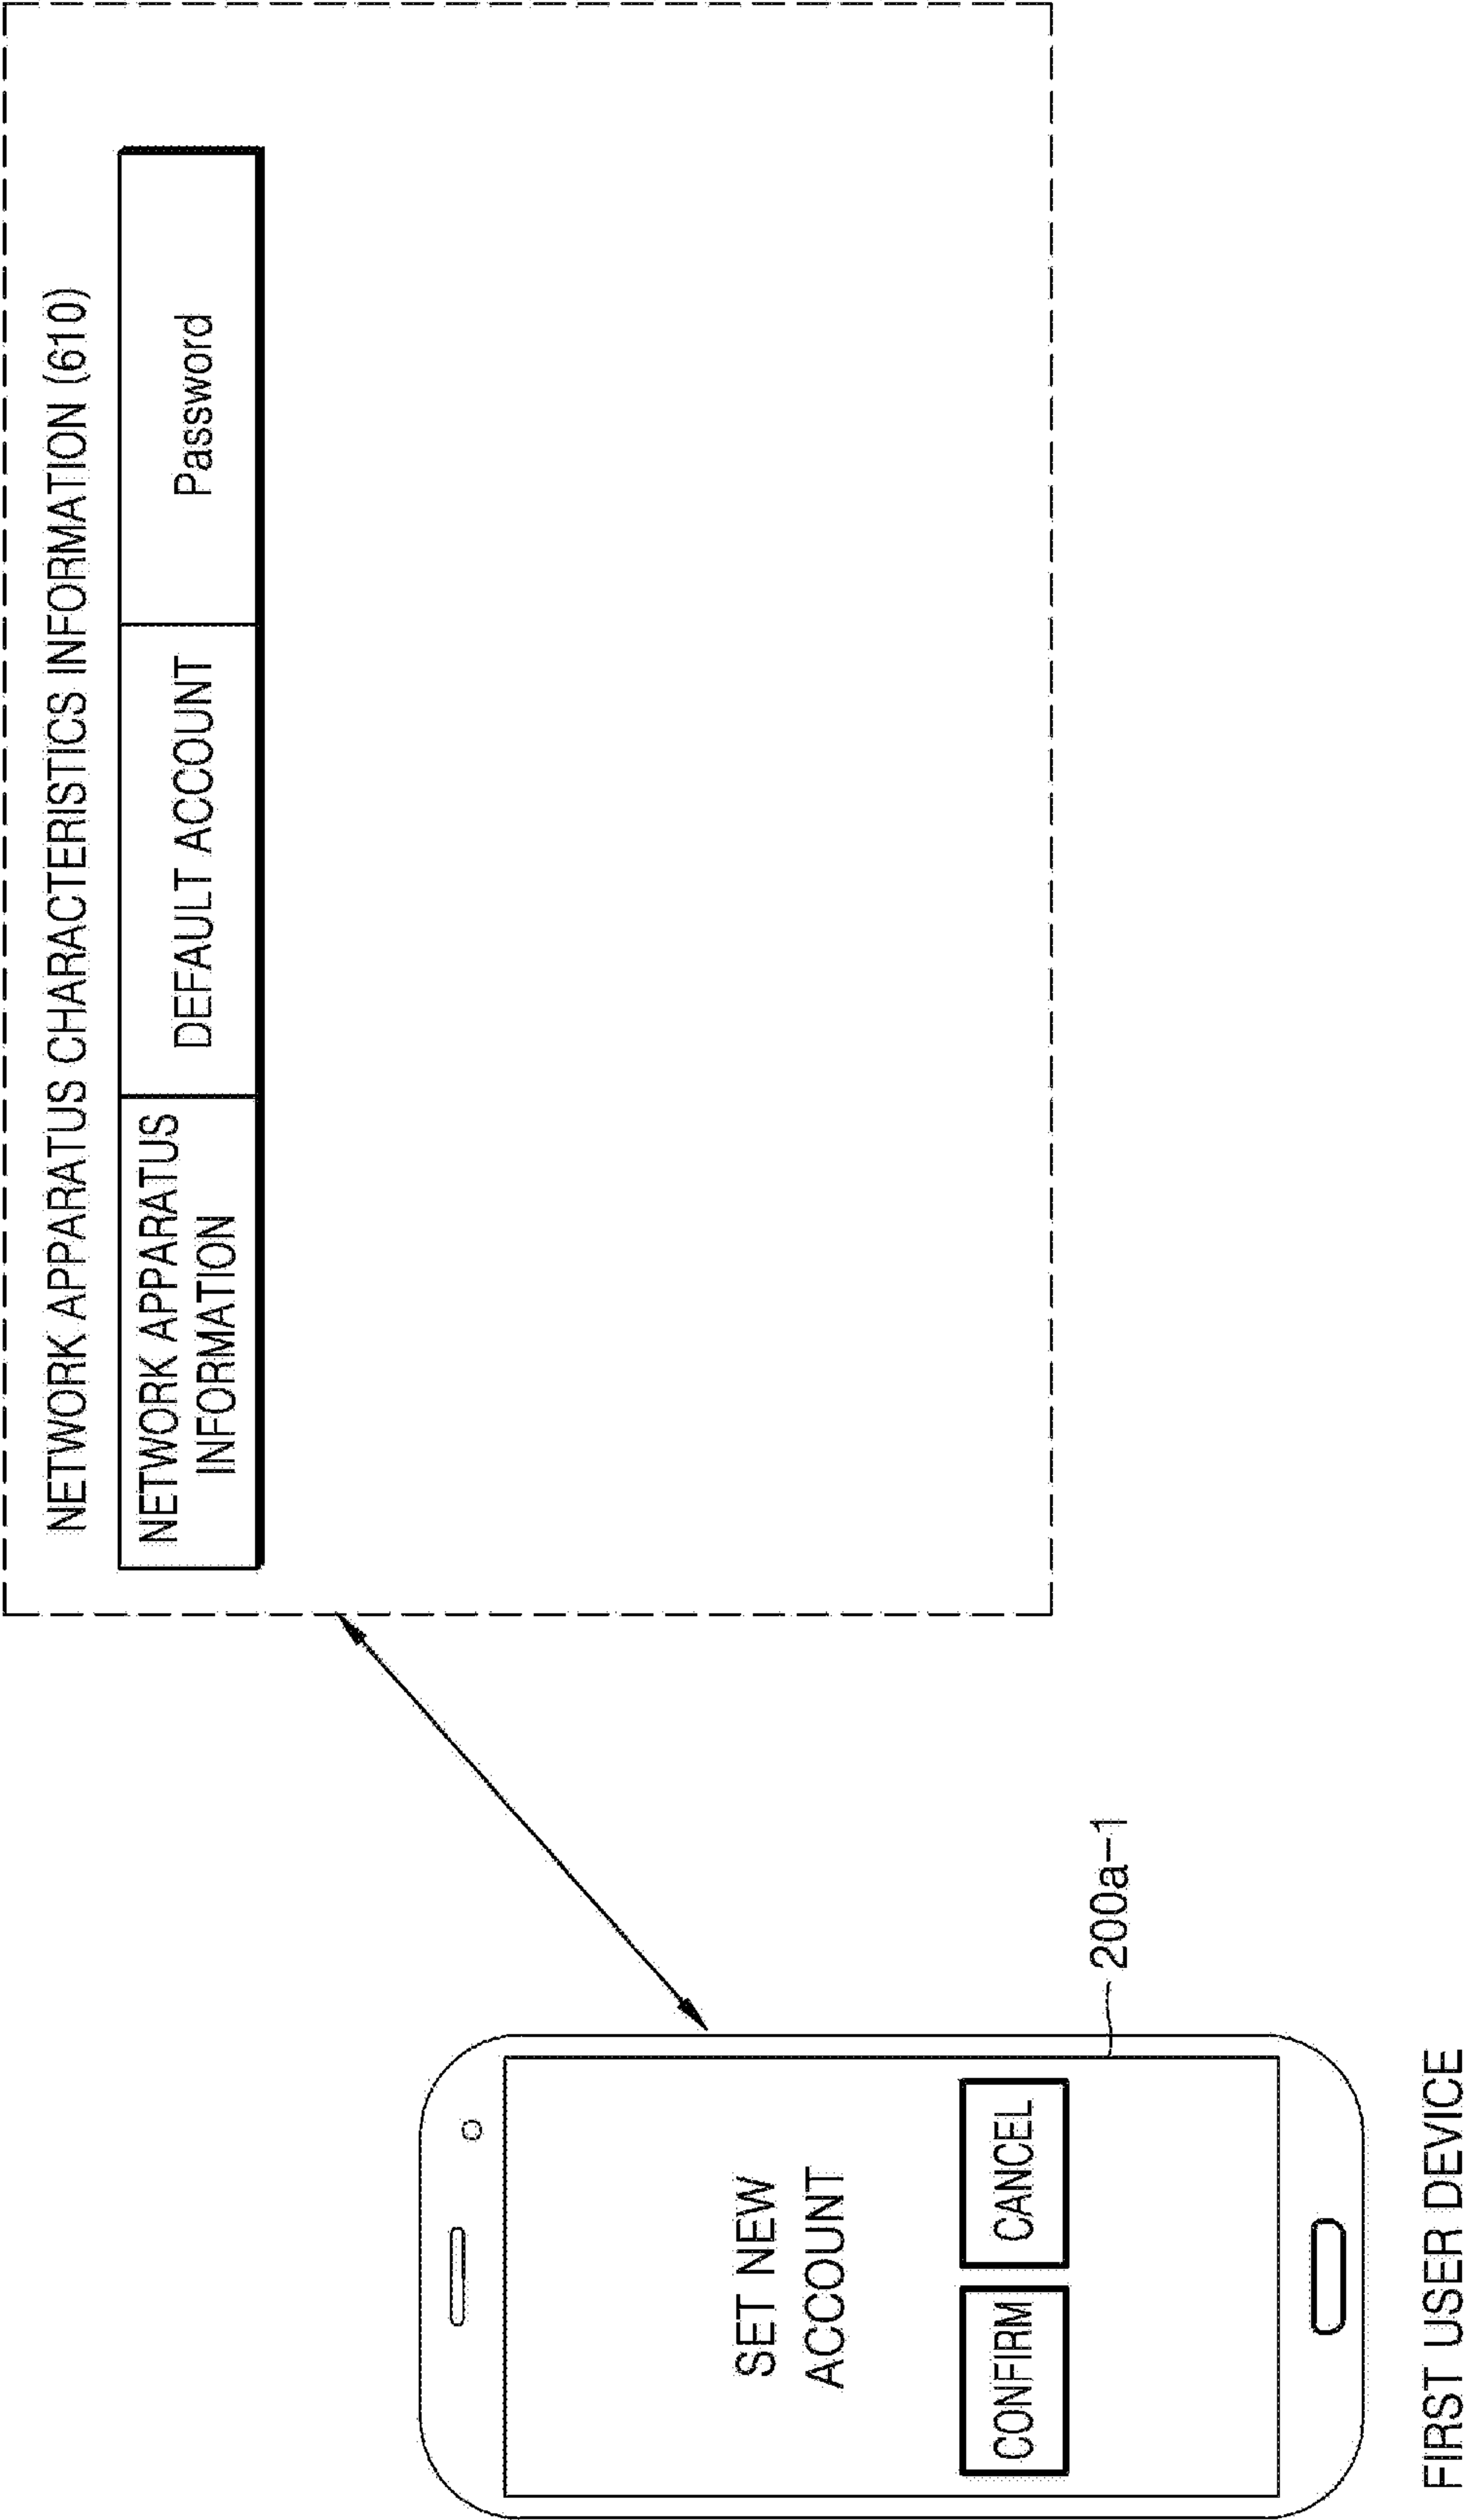 NETWORK APPARATUS CHARACTERISTICS INFORMATION (610)
NETWORK APPARATUS
INFORMATION
DEFAULT ACCOUNT
Password
SET NEW
ACCOUNT
CONFIRM
CANCEL
200a-1
FIRST USER DEVICE